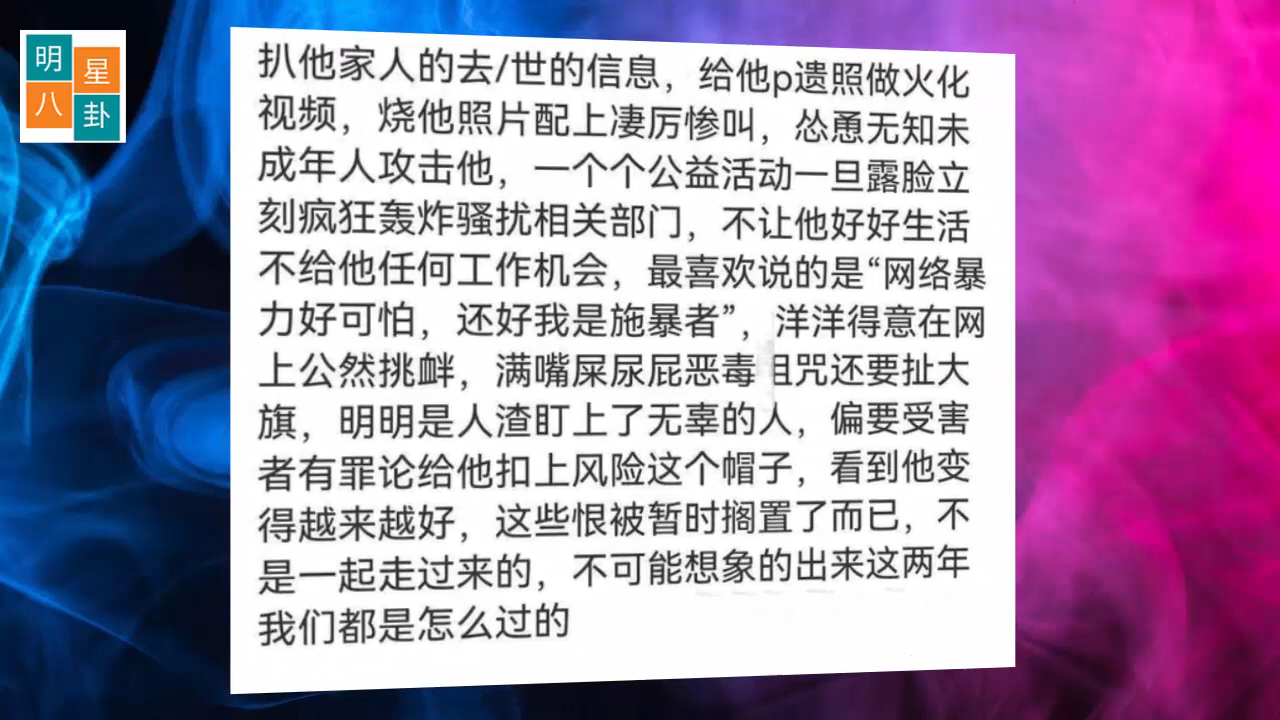 明星
八卦
扒他家人的去/世的信息，给他p遗照做火化
视频，烧他照片配上凄厉惨叫，怂恿无知未
成年人攻击他，一个个公益活动一旦露脸立
刻疯狂轰炸骚扰相关部门，不让他好好生活
不给他任何工作机会，最喜欢说的是“网络暴
力好可怕，还好我是施暴者”，洋洋得意在网
上公然挑衅，满嘴屎尿屁恶毒诅咒还要扯大
旗，明明是人渣盯上了无辜的人，偏要受害
者有罪论给他扣上风险这个帽子，看到他变
得越来越好，这些恨被暂时搁置了而已，不
是一起走过来的，不可能想象的出来这两年
我们都是怎么过的